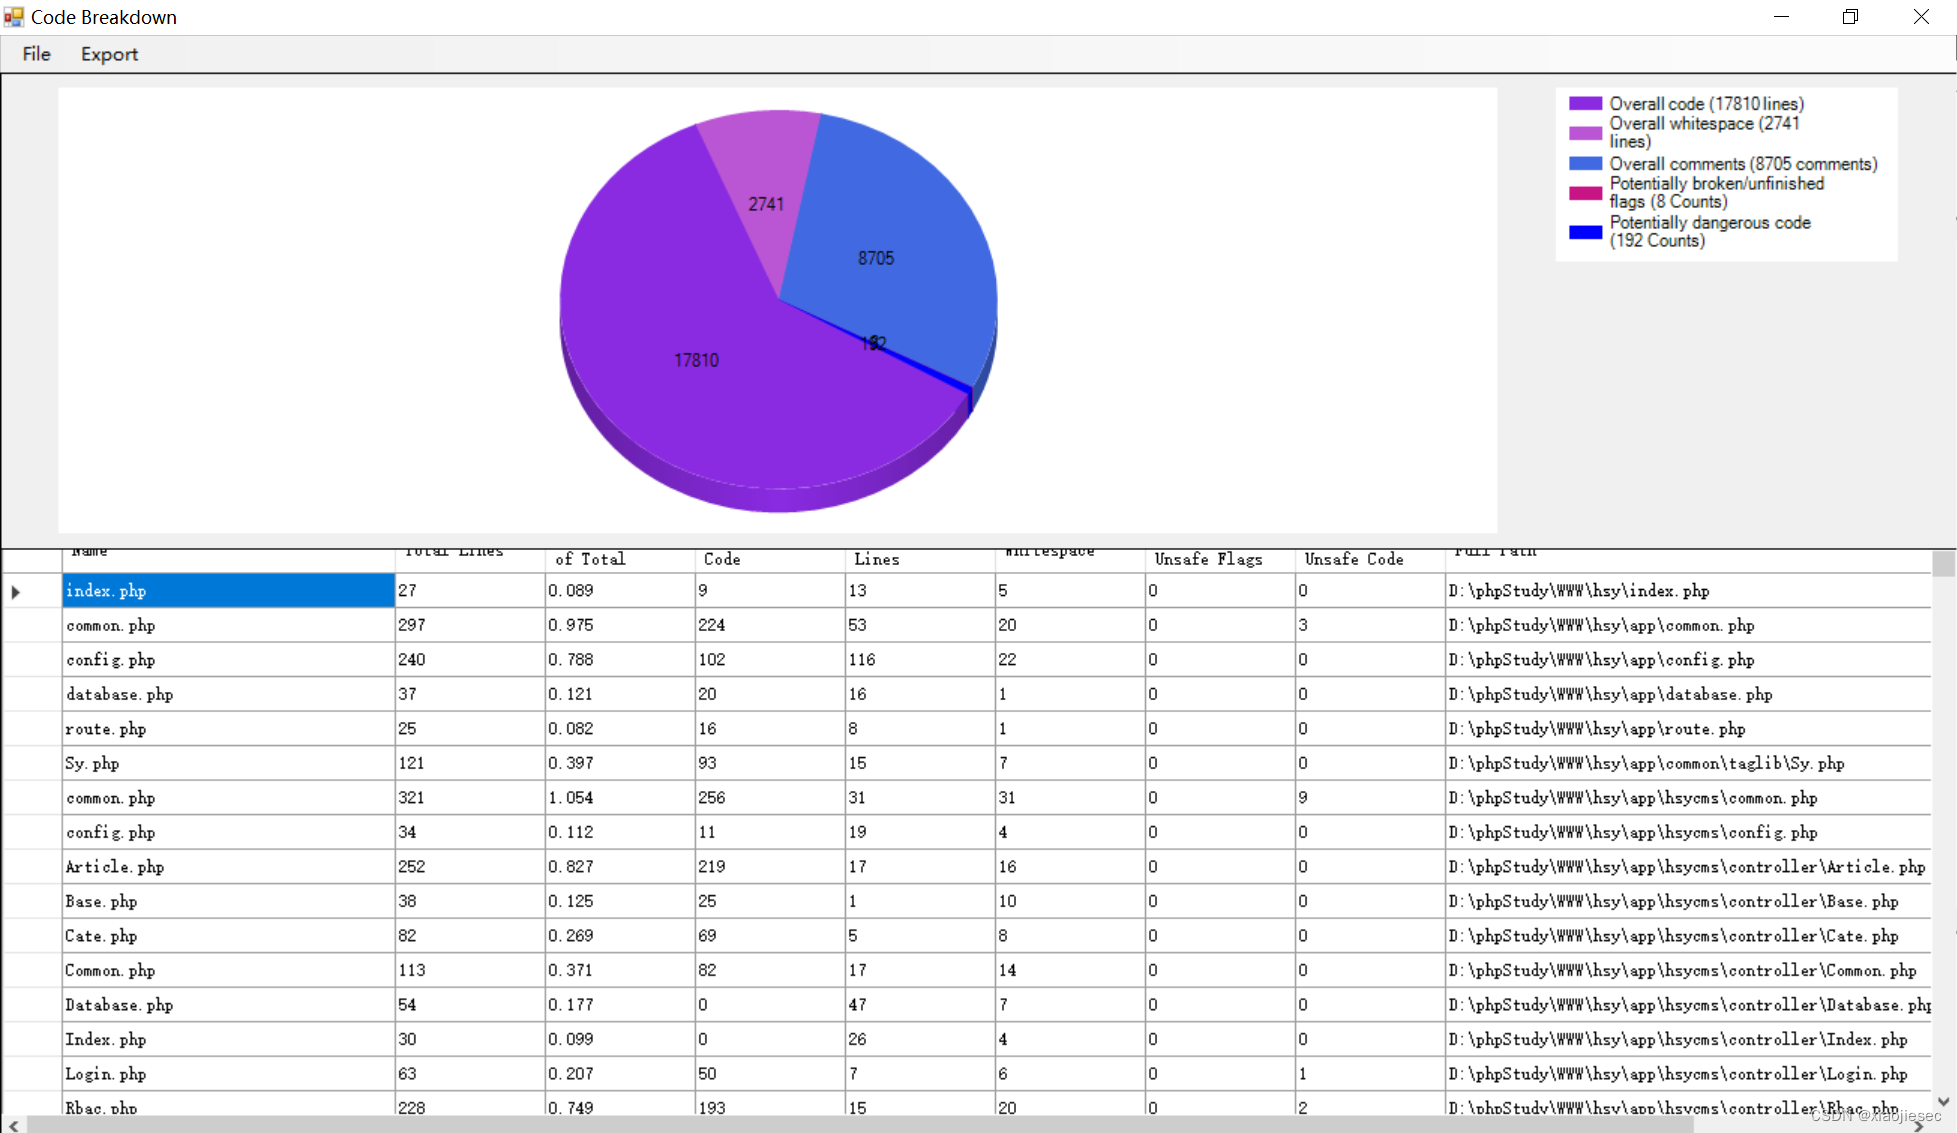 Code Breakdown
File Export
Overall code (17810 lines)
Overall whitespace (2741
lines)
Overall comments (8705 comments)
Potentially broken/unfinished
flags (8 Counts)
Potentially dangerous code
(192 Counts)
2741
8705
192
17810
Name Total Lines of Total Code Lines Whitespace Unsafe Flags Unsafe Code Full Path
index.php 27 0.089 9 13 5 0 0 D:\phpStudy\WWW\hsy\index.php
common.php 297 0.975 224 53 20 0 3 D:\phpStudy\WWW\hsy\app\common.php
config.php 240 0.788 102 116 22 0 0 D:\phpStudy\WWW\hsy\app\config.php
database.php 37 0.121 20 16 1 0 0 D:\phpStudy\WWW\hsy\app\database.php
route.php 25 0.082 16 8 1 0 0 D:\phpStudy\WWW\hsy\app\route.php
Sy.php 121 0.397 93 15 7 0 0 D:\phpStudy\WWW\hsy\app\common\taglib\Sy.php
common.php 321 1.054 256 31 31 0 9 D:\phpStudy\WWW\hsy\app\hsycms\common.php
config.php 34 0.112 11 19 4 0 0 D:\phpStudy\WWW\hsy\app\hsycms\config.php
Article.php 252 0.827 219 17 16 0 0 D:\phpStudy\WWW\hsy\app\hsycms\controller\Article.php
Base.php 38 0.125 25 1 10 0 0 D:\phpStudy\WWW\hsy\app\hsycms\controller\Base.php
Cate.php 82 0.269 69 5 8 0 0 D:\phpStudy\WWW\hsy\app\hsycms\controller\Cate.php
Common.php 113 0.371 82 17 14 0 0 D:\phpStudy\WWW\hsy\app\hsycms\controller\Common.php
Database.php 54 0.177 0 47 7 0 0 D:\phpStudy\WWW\hsy\app\hsycms\controller\Database.php
Index.php 30 0.099 0 26 4 0 0 D:\phpStudy\WWW\hsy\app\hsycms\controller\Index.php
Login.php 63 0.207 50 7 6 0 1 D:\phpStudy\WWW\hsy\app\hsycms\controller\Login.php
Rbac.php 228 0.749 193 15 20 0 2 D:\phpStudy\WWW\hsy\app\hsycms\controller\Rbac.php
CSDN @xiaojiesec